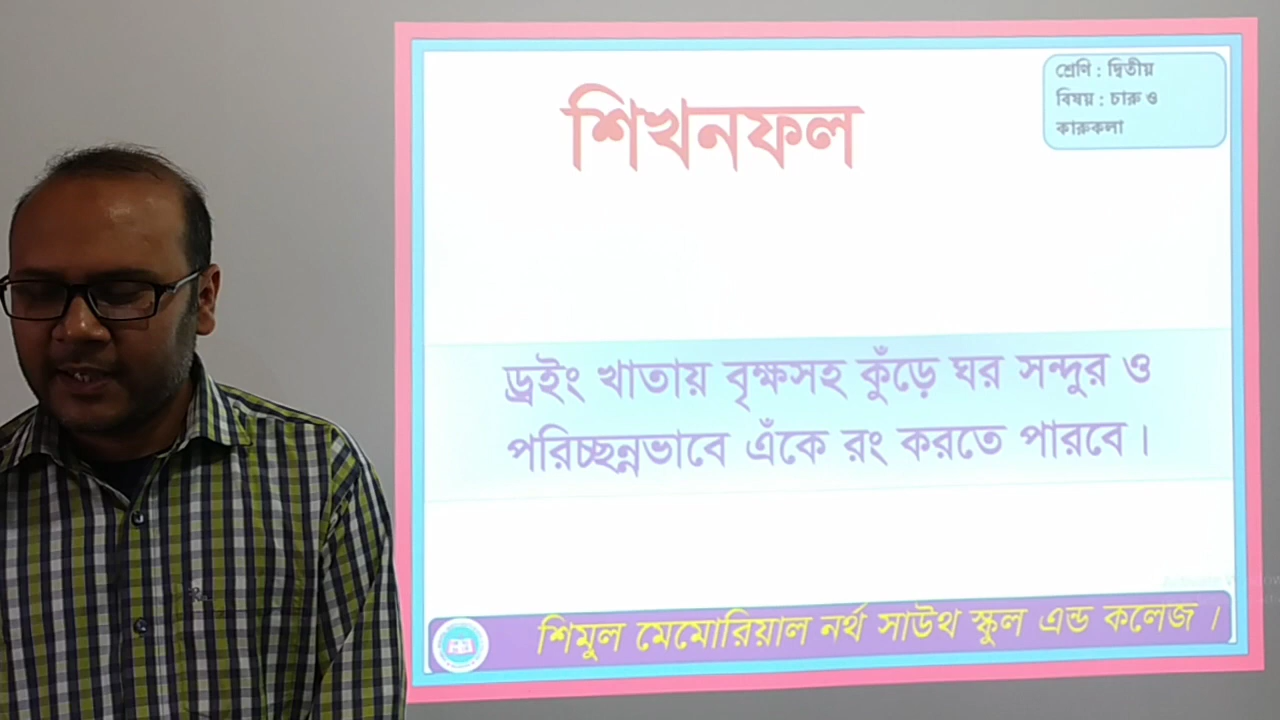 শিখনফল
শ্রেণি : দ্বিতীয়
বিষয় : চারু ও
কারুকলা
ড্রইং খাতায় বৃক্ষসহ কুঁড়ে ঘর সন্দুর ও
পরিচ্ছন্নভাবে এঁকে রং করতে পারবে।
শিমুল মেমোরিয়াল নর্থ সাউথ স্কুল এন্ড কলেজ ।